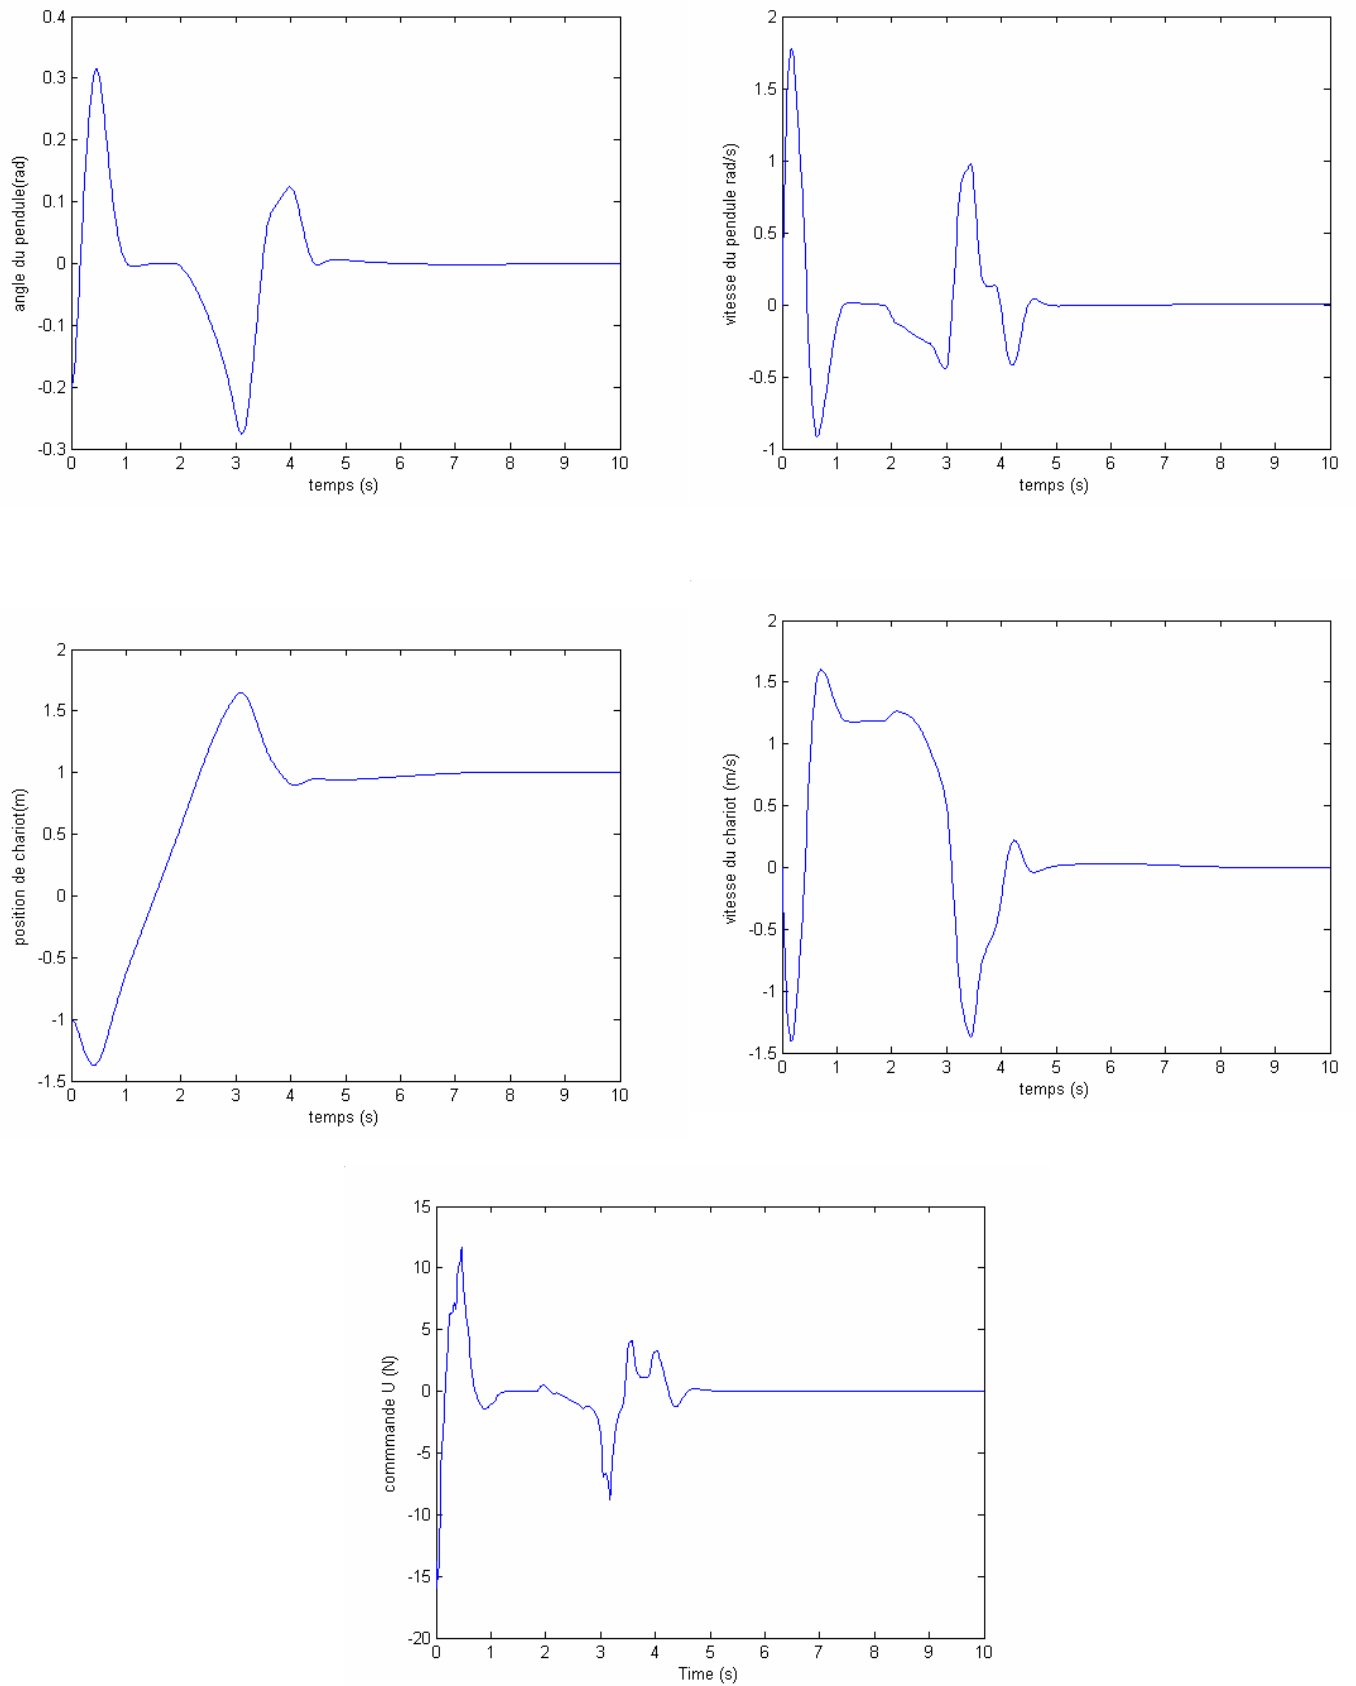 0.4
0.3
0.2
0.1
0
-0.1
-0.2
-0.3
angle du pendule(rad)
0 1 2 3 4 5 6 7 8 9 10
temps (s)
2
1.5
1
0.5
0
-0.5
-1
vitesse du pendule rad/s)
0 1 2 3 4 5 6 7 8 9 10
temps (s)
2
1.5
1
0.5
0
-0.5
-1
-1.5
position de chariot(m)
0 1 2 3 4 5 6 7 8 9 10
temps (s)
2
1.5
1
0.5
0
-0.5
-1
-1.5
vitesse du chariot (m/s)
0 1 2 3 4 5 6 7 8 9 10
temps (s)
15
10
5
0
-5
-10
-15
-20
commande U (N)
0 1 2 3 4 5 6 7 8 9 10
Time (s)